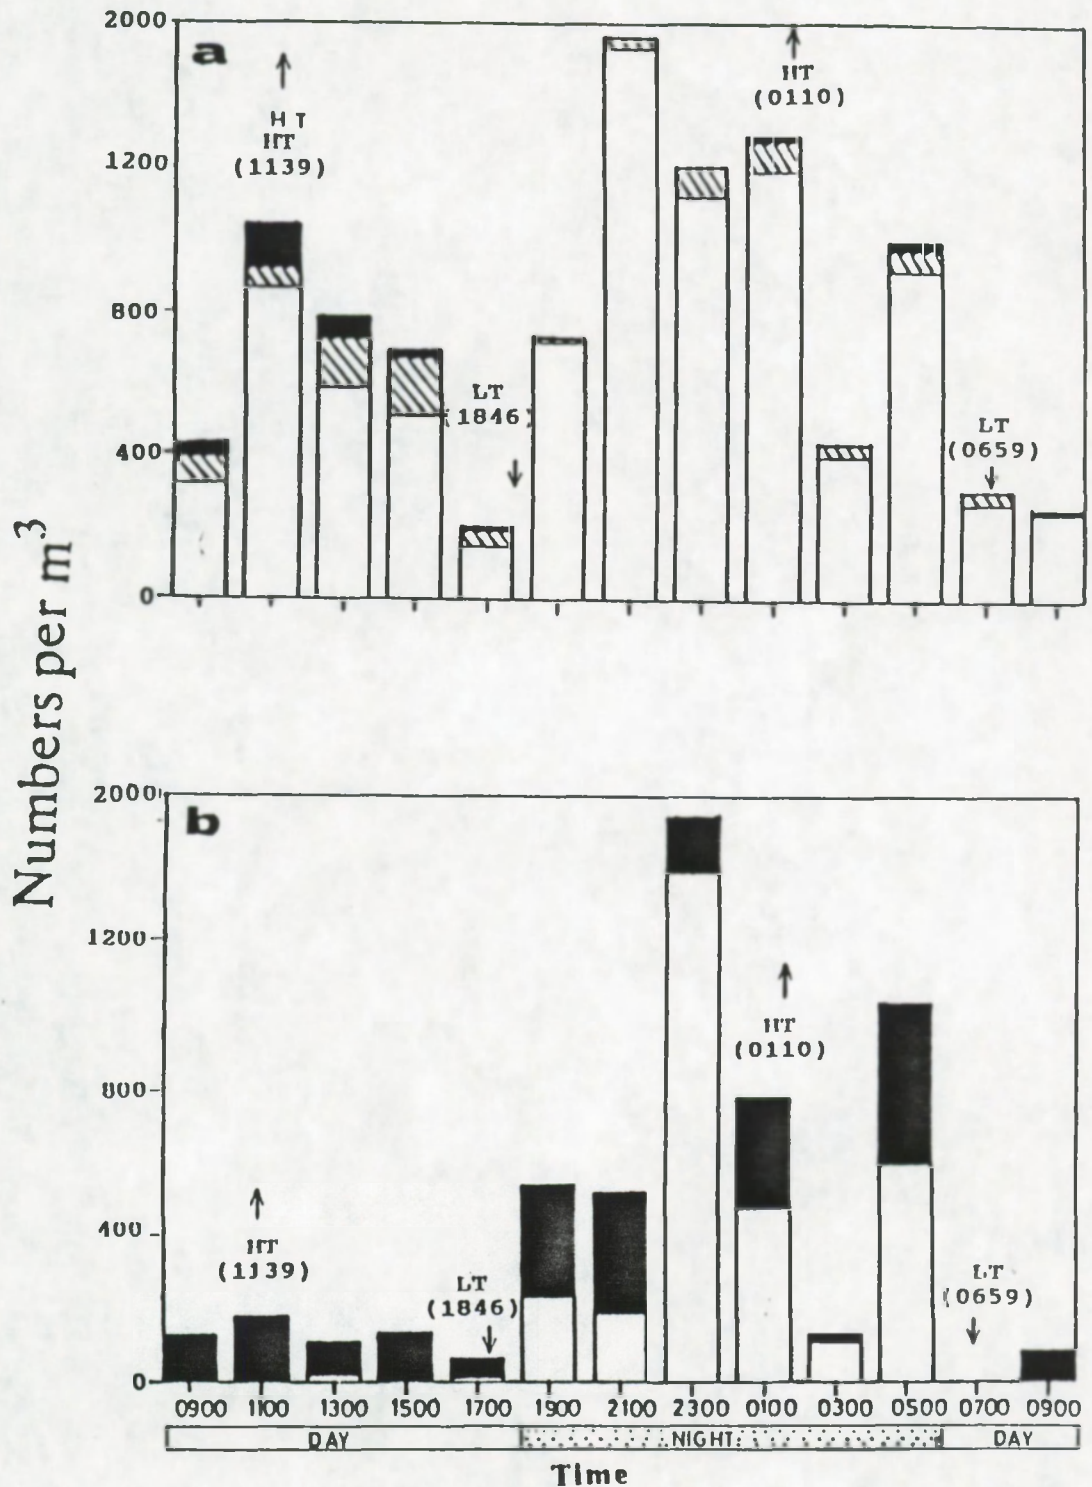 2000
a
HT
HT
(1139)
HT
(0110)
1200
800
LT
(1846)
LT
(0659)
400
0
Numbers per m3
2000
b
1200
HT
(0110)
800
400
HT
(1139)
LT
(1846)
LT
(0659)
0
0900 1100 1300 1500 1700 1900 2100 2300 0100 0300 0500 0700 0900
DAY NIGHT DAY
Time